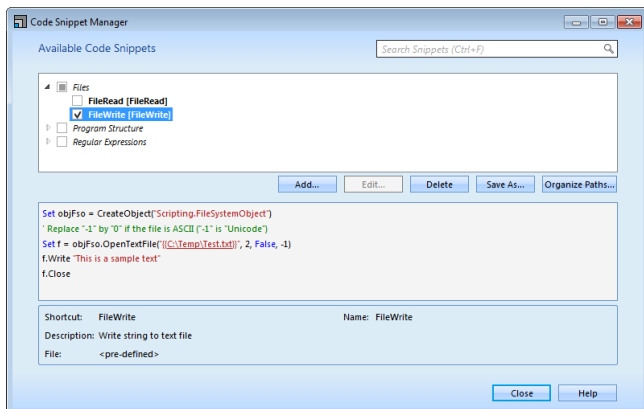 Code Snippet Manager
Available Code Snippets
Search Snippets (Ctrl+F)
Files
FileRead [FileRead]
FileWrite [FileWrite]
Program Structure
Regular Expressions
Add... Edit... Delete Save As... Organize Paths...
Set objFso = CreateObject("Scripting.FileSystemObject")
' Replace "-1" by "0" if the file is ASCII ("-1" is "Unicode")
Set f = objFso.OpenTextFile("{{C:\Temp\Test.txt}}", 2, False, -1)
f.Write "This is a sample text"
f.Close
Shortcut: FileWrite Name: FileWrite
Description: Write string to text file
File: <pre-defined>
Close Help